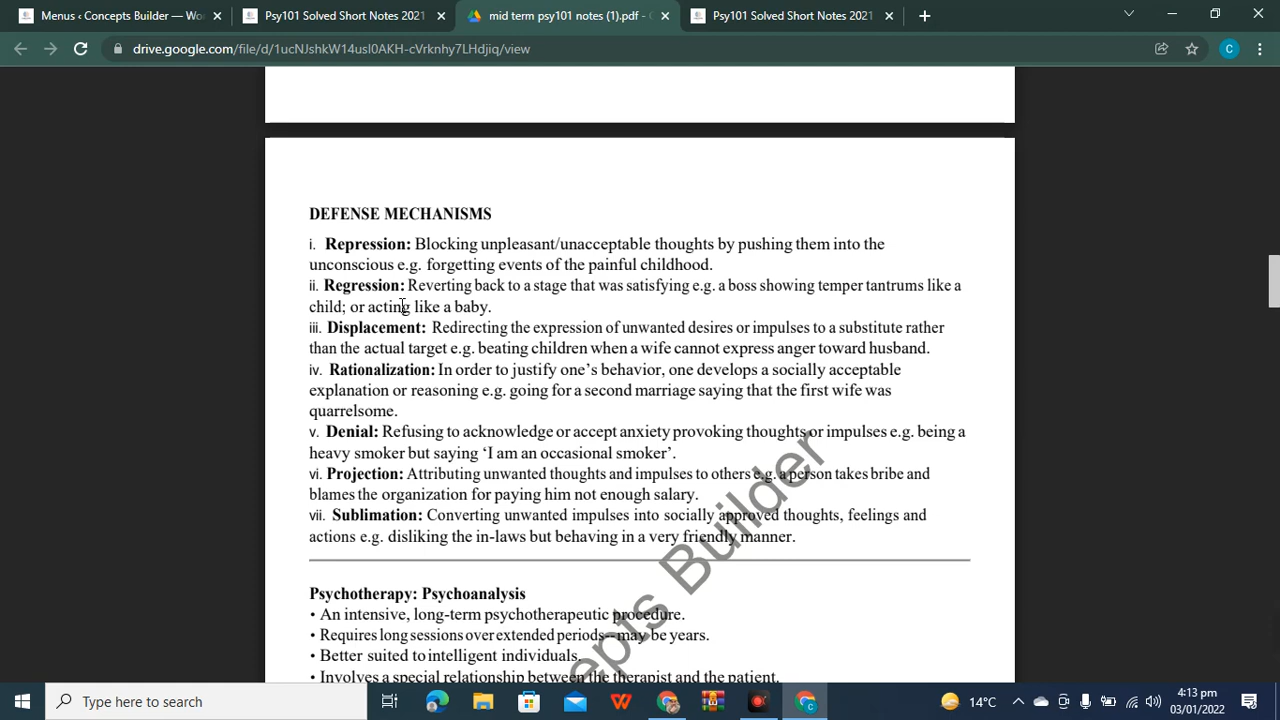 Menus ‹ Concepts Builder — Wo
Psy101 Solved Short Notes 2021
mid term psy101 notes (1).pdf - 
Psy101 Solved Short Notes 2021
drive.google.com/file/d/1ucNJshkW14usl0AKH-cVrknhy7LHdjiq/view
C
DEFENSE MECHANISMS
i. Repression: Blocking unpleasant/unacceptable thoughts by pushing them into the
unconscious e.g. forgetting events of the painful childhood.
ii. Regression: Reverting back to a stage that was satisfying e.g. a boss showing temper tantrums like a
child; or acting like a baby.
iii. Displacement: Redirecting the expression of unwanted desires or impulses to a substitute rather
than the actual target e.g. beating children when a wife cannot express anger toward husband.
iv. Rationalization: In order to justify one’s behavior, one develops a socially acceptable
explanation or reasoning e.g. going for a second marriage saying that the first wife was
quarrelsome.
v. Denial: Refusing to acknowledge or accept anxiety provoking thoughts or impulses e.g. being a
heavy smoker but saying ‘I am an occasional smoker’.
vi. Projection: Attributing unwanted thoughts and impulses to others e.g. a person takes bribe and
blames the organization for paying him not enough salary.
vii. Sublimation: Converting unwanted impulses into socially approved thoughts, feelings and
actions e.g. disliking the in-laws but behaving in a very friendly manner.
epts Builder
Psychotherapy: Psychoanalysis
• An intensive, long-term psychotherapeutic procedure.
• Requires long sessions over extended periods--may be years.
• Better suited to intelligent individuals.
• Involves a special relationship between the therapist and the patient.
Type here to search
14°C
4:13 pm
03/01/2022